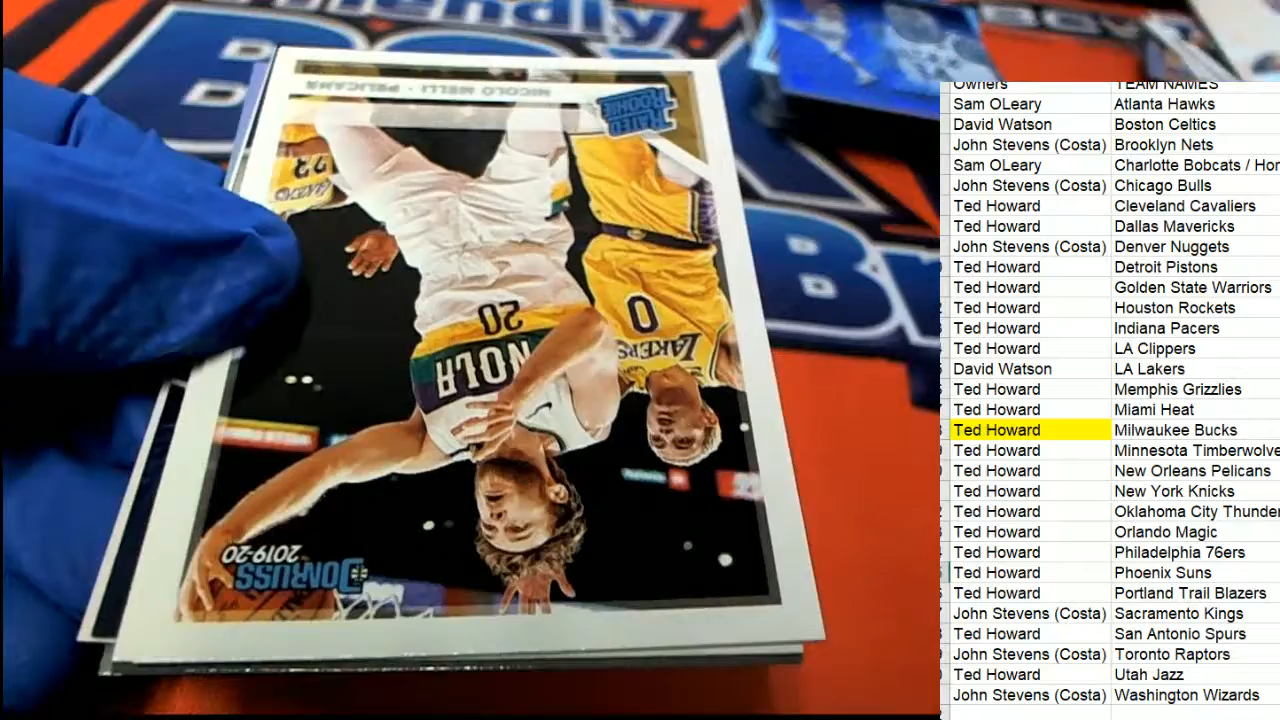 iendly
BOX
Br
NICOLO MELLI - PELICANS
RATED ROOKIE
23
20
NOLA
0
LAKERS
2019-20
DONRUSS
Owners TEAM NAMES
Sam OLeary Atlanta Hawks
David Watson Boston Celtics
John Stevens (Costa) Brooklyn Nets
Sam OLeary Charlotte Bobcats / Hor
John Stevens (Costa) Chicago Bulls
Ted Howard Cleveland Cavaliers
Ted Howard Dallas Mavericks
John Stevens (Costa) Denver Nuggets
Ted Howard Detroit Pistons
Ted Howard Golden State Warriors
Ted Howard Houston Rockets
Ted Howard Indiana Pacers
Ted Howard LA Clippers
David Watson LA Lakers
Ted Howard Memphis Grizzlies
Ted Howard Miami Heat
Ted Howard Milwaukee Bucks
Ted Howard Minnesota Timberwolve
Ted Howard New Orleans Pelicans
Ted Howard New York Knicks
Ted Howard Oklahoma City Thunder
Ted Howard Orlando Magic
Ted Howard Philadelphia 76ers
Ted Howard Phoenix Suns
Ted Howard Portland Trail Blazers
John Stevens (Costa) Sacramento Kings
Ted Howard San Antonio Spurs
John Stevens (Costa) Toronto Raptors
Ted Howard Utah Jazz
John Stevens (Costa) Washington Wizards